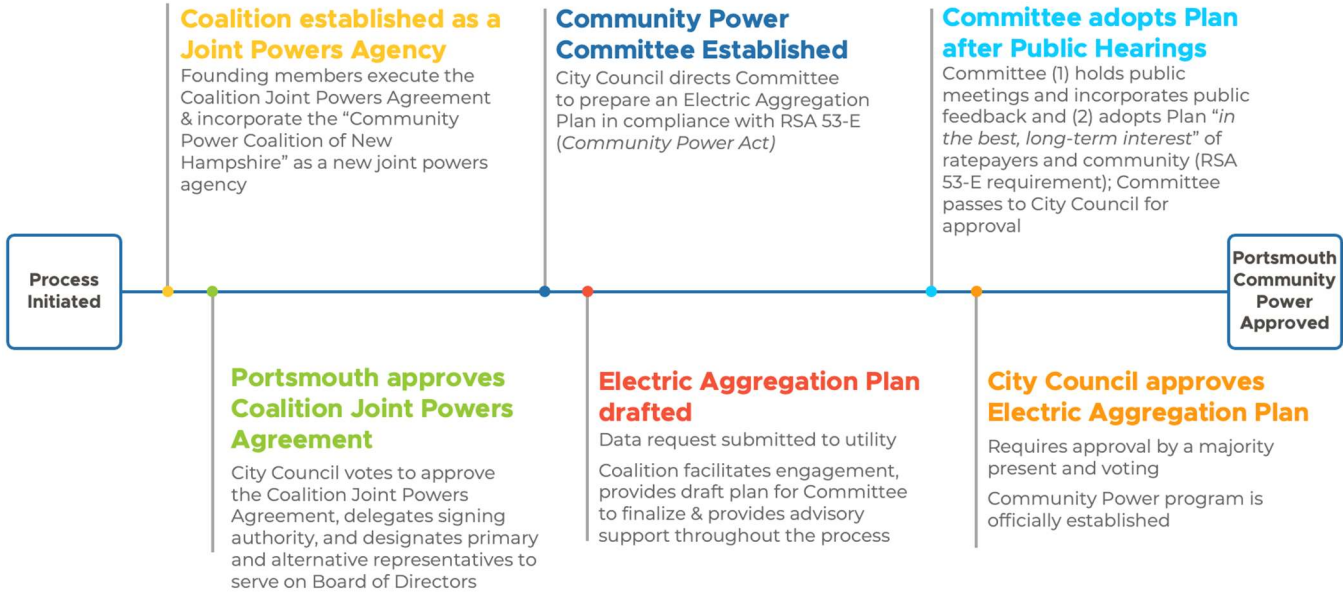 Process
Initiated
Coalition established as a
Joint Powers Agency
Founding members execute the
Coalition Joint Powers Agreement
& incorporate the “Community
Power Coalition of New
Hampshire” as a new joint powers
agency
Portsmouth approves
Coalition Joint Powers
Agreement
City Council votes to approve
the Coalition Joint Powers
Agreement, delegates signing
authority, and designates primary
and alternative representatives to
serve on Board of Directors
Community Power
Committee Established
City Council directs Committee
to prepare an Electric Aggregation
Plan in compliance with RSA 53-E
(Community Power Act)
Electric Aggregation Plan
drafted
Data request submitted to utility
Coalition facilitates engagement,
provides draft plan for Committee
to finalize & provides advisory
support throughout the process
Committee adopts Plan
after Public Hearings
Committee (1) holds public
meetings and incorporates public
feedback and (2) adopts Plan “in
the best, long-term interest” of
ratepayers and community (RSA
53-E requirement); Committee
passes to City Council for
approval
City Council approves
Electric Aggregation Plan
Requires approval by a majority
present and voting
Community Power program is
officially established
Portsmouth
Community
Power
Approved